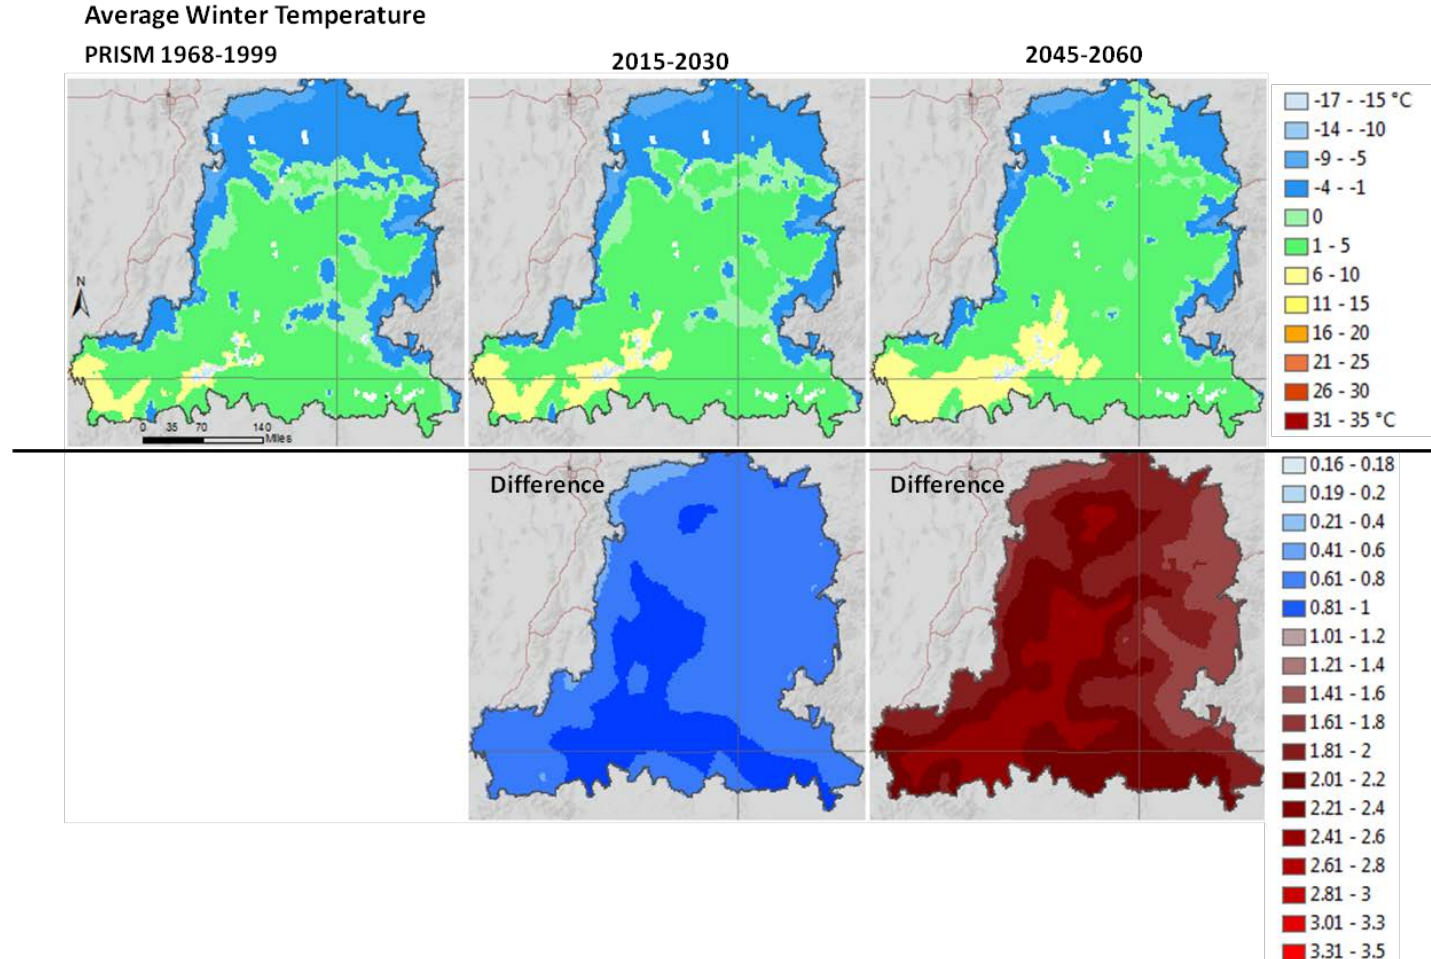 Average Winter Temperature
PRISM 1968-1999
2015-2030
2045-2060
-17 - -15 °C
-14 - -10
-9 - -5
-4 - -1
0
1 - 5
6 - 10
11 - 15
16 - 20
21 - 25
26 - 30
31 - 35 °C
N
0 35 70 140
Miles
Difference
Difference
0.16 - 0.18
0.19 - 0.2
0.21 - 0.4
0.41 - 0.6
0.61 - 0.8
0.81 - 1
1.01 - 1.2
1.21 - 1.4
1.41 - 1.6
1.61 - 1.8
1.81 - 2
2.01 - 2.2
2.21 - 2.4
2.41 - 2.6
2.61 - 2.8
2.81 - 3
3.01 - 3.3
3.31 - 3.5